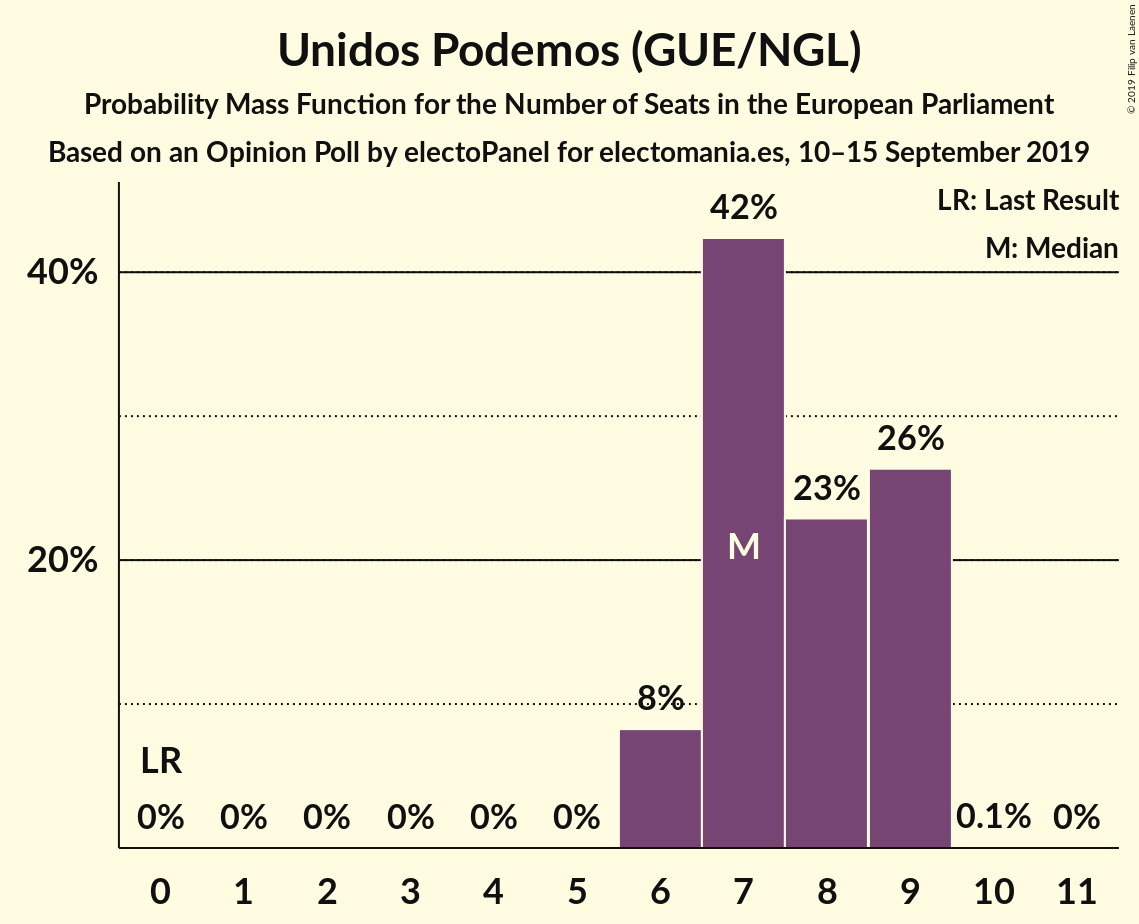 Unidos Podemos (GUE/NGL)
Probability Mass Function for the Number of Seats in the European Parliament
Based on an Opinion Poll by electoPanel for electomania.es, 10–15 September 2019
© 2019 Filip van Laenen
LR: Last Result
M: Median
42%
40%
26%
23%
M
20%
8%
LR
0% 0% 0% 0% 0% 0% 0.1% 0%
0 1 2 3 4 5 6 7 8 9 10 11